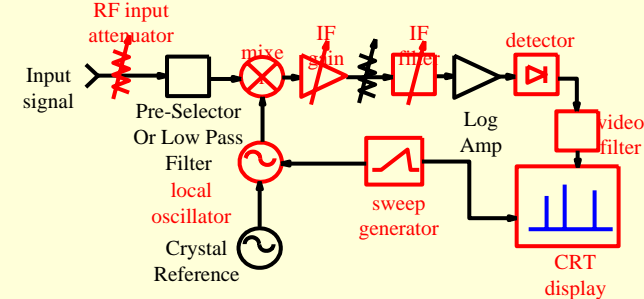 RF input
attenuator
mixe
r
IF
gain
IF
filter
detector
Input
signal
Pre-Selector
Or Low Pass
Filter
Log
Amp
video
filter
local
oscillator
sweep
generator
Crystal
Reference
CRT
display